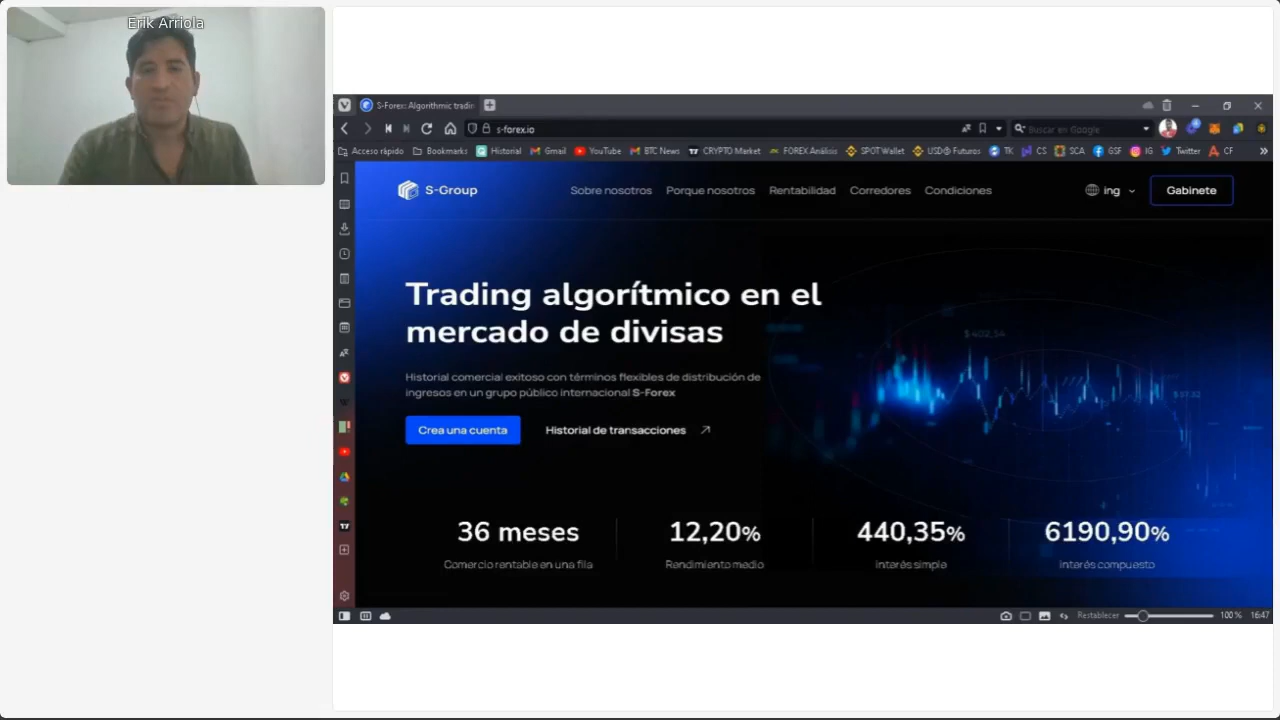 Erik Arriola
S-Forex: Algorithmic tradin
s-forex.io
Buscar en Google
Acceso rápido
Bookmarks
Historial
Gmail
YouTube
BTC News
CRYPTO Market
FOREX Análisis
SPOT Wallet
USD® Futuros
TK
CS
SCA
GSF
IG
Twitter
CF
S-Group
Sobre nosotros
Porque nosotros
Rentabilidad
Corredores
Condiciones
ing
Gabinete
Trading algorítmico en el
mercado de divisas
Historial comercial exitoso con términos flexibles de distribución de
ingresos en un grupo público internacional S-Forex
Crea una cuenta
Historial de transacciones
36 meses
12,20%
440,35%
6190,90%
Comercio rentable en una fila
Rendimiento medio
interés simple
interés compuesto
Restablecer
100 %
16:47